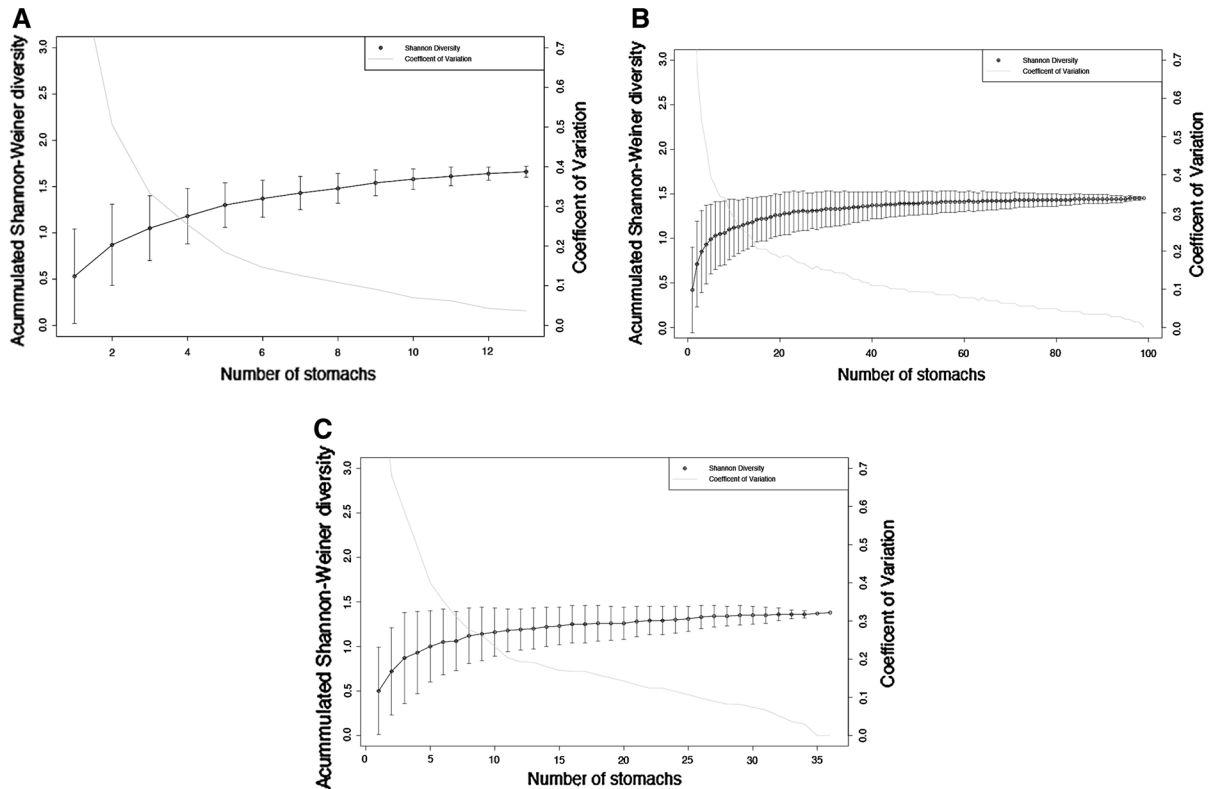 A
Acummulated Shannon-Weiner diversity
0.0 0.5 1.0 1.5 2.0 2.5 3.0
Shannon Diversity
Coefficient of Variation
0.0 0.1 0.2 0.3 0.4 0.5 0.6 0.7
Coefficient of Variation
2 4 6 8 10 12
Number of stomachs
B
Acummulated Shannon-Weiner diversity
0.0 0.5 1.0 1.5 2.0 2.5 3.0
Shannon Diversity
Coefficent of Variation
0.0 0.1 0.2 0.3 0.4 0.5 0.6 0.7
Coefficent of Variation
0 20 40 60 80 100
Number of stomachs
C
Acummulated Shannon-Weiner diversity
0.0 0.5 1.0 1.5 2.0 2.5 3.0
Shannon Diversity
Coefficent of Variation
0.0 0.1 0.2 0.3 0.4 0.5 0.6 0.7
Coefficent of Variation
0 5 10 15 20 25 30 35
Number of stomachs